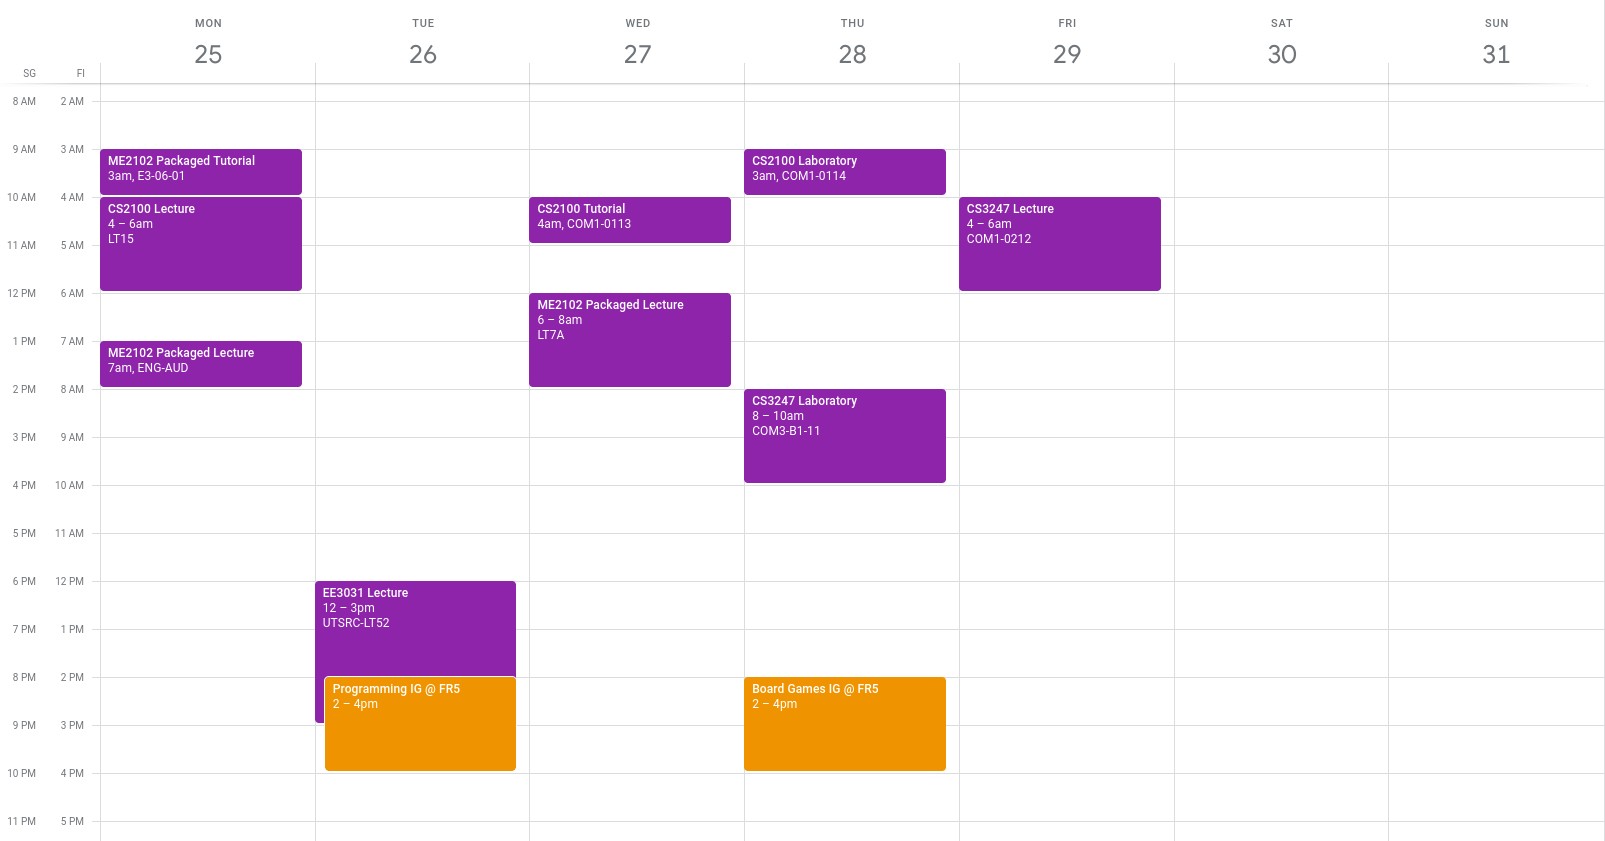 MON TUE WED THU FRI SAT SUN
25 26 27 28 29 30 31
SG FI
8 AM 2 AM
9 AM 3 AM
ME2102 Packaged Tutorial
3am, E3-06-01
CS2100 Laboratory
3am, COM1-0114
10 AM 4 AM
CS2100 Lecture
4 – 6am
LT15
CS2100 Tutorial
4am, COM1-0113
CS3247 Lecture
4 – 6am
COM1-0212
11 AM 5 AM
12 PM 6 AM
ME2102 Packaged Lecture
6 – 8am
LT7A
1 PM 7 AM
ME2102 Packaged Lecture
7am, ENG-AUD
2 PM 8 AM
CS3247 Laboratory
8 – 10am
COM3-B1-11
3 PM 9 AM
4 PM 10 AM
5 PM 11 AM
6 PM 12 PM
EE3031 Lecture
12 – 3pm
UTSRC-LT52
7 PM 1 PM
8 PM 2 PM
Programming IG @ FR5
2 – 4pm
Board Games IG @ FR5
2 – 4pm
9 PM 3 PM
10 PM 4 PM
11 PM 5 PM